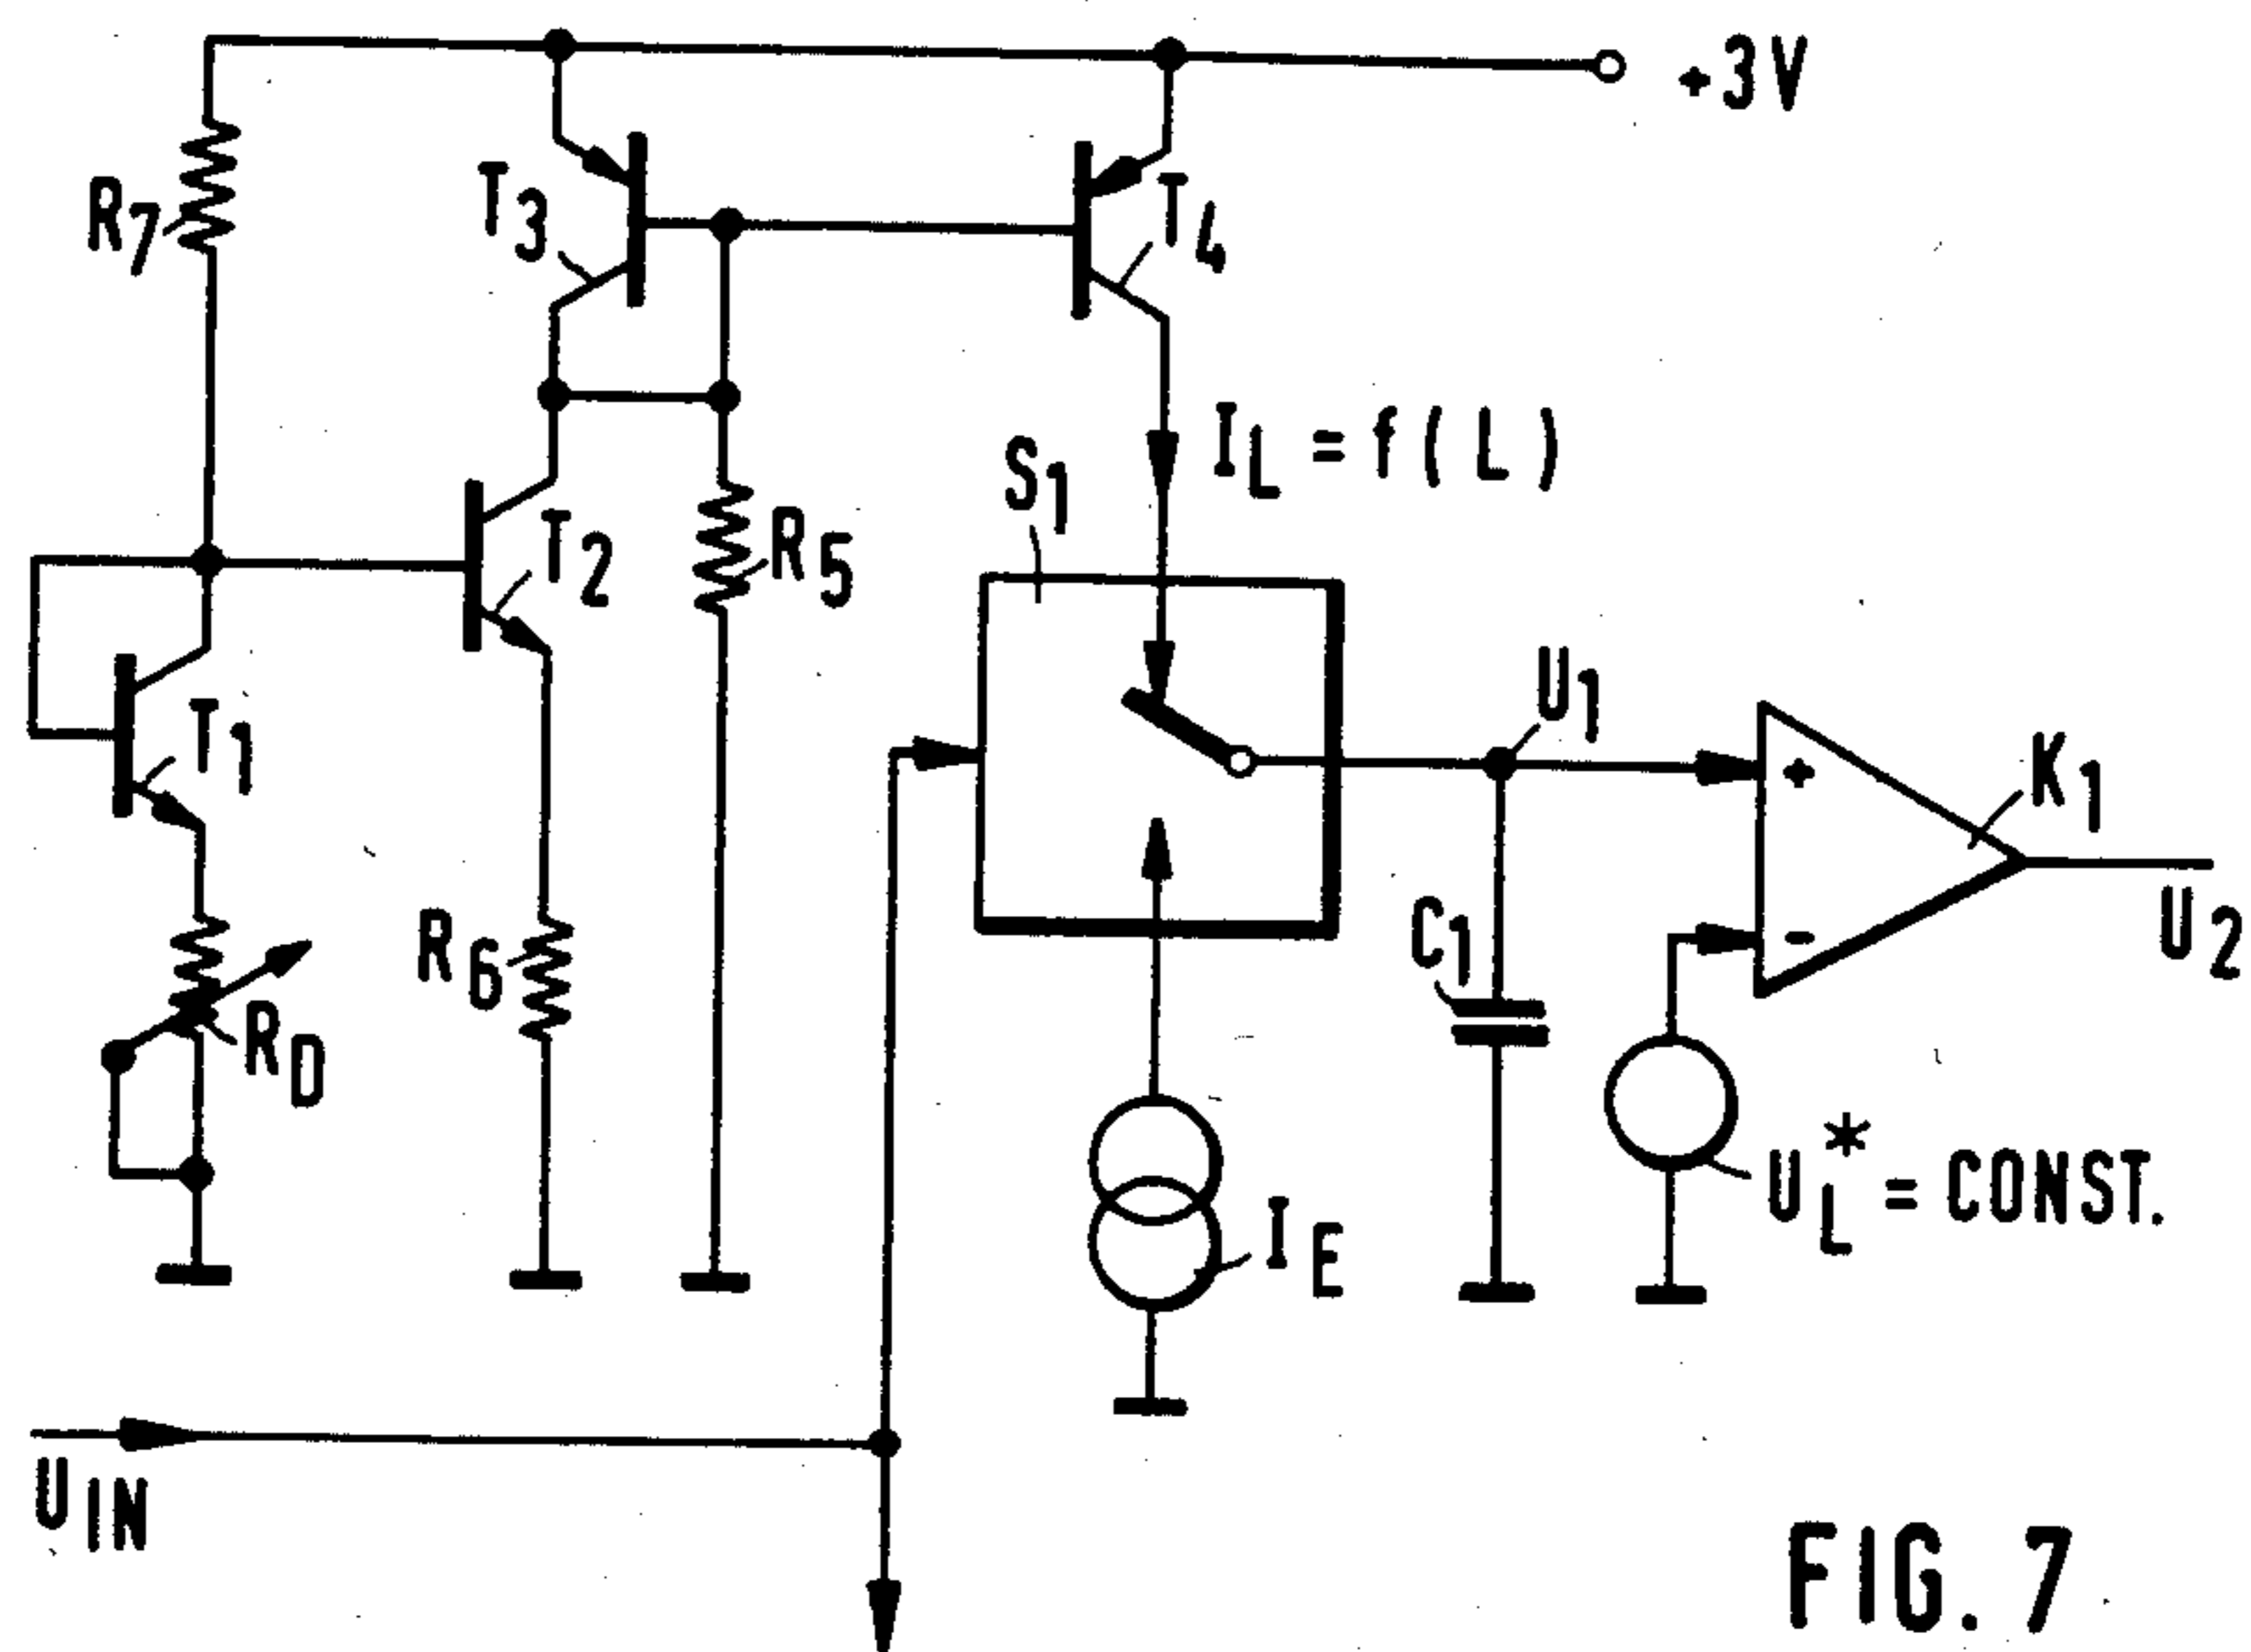 +3V
R7
T3
T4
IL = f(L)
S1
T2
R5
U1
T1
K1
+
-
U2
R6
C1
RD
U*L = CONST.
IE
UIN
FIG. 7